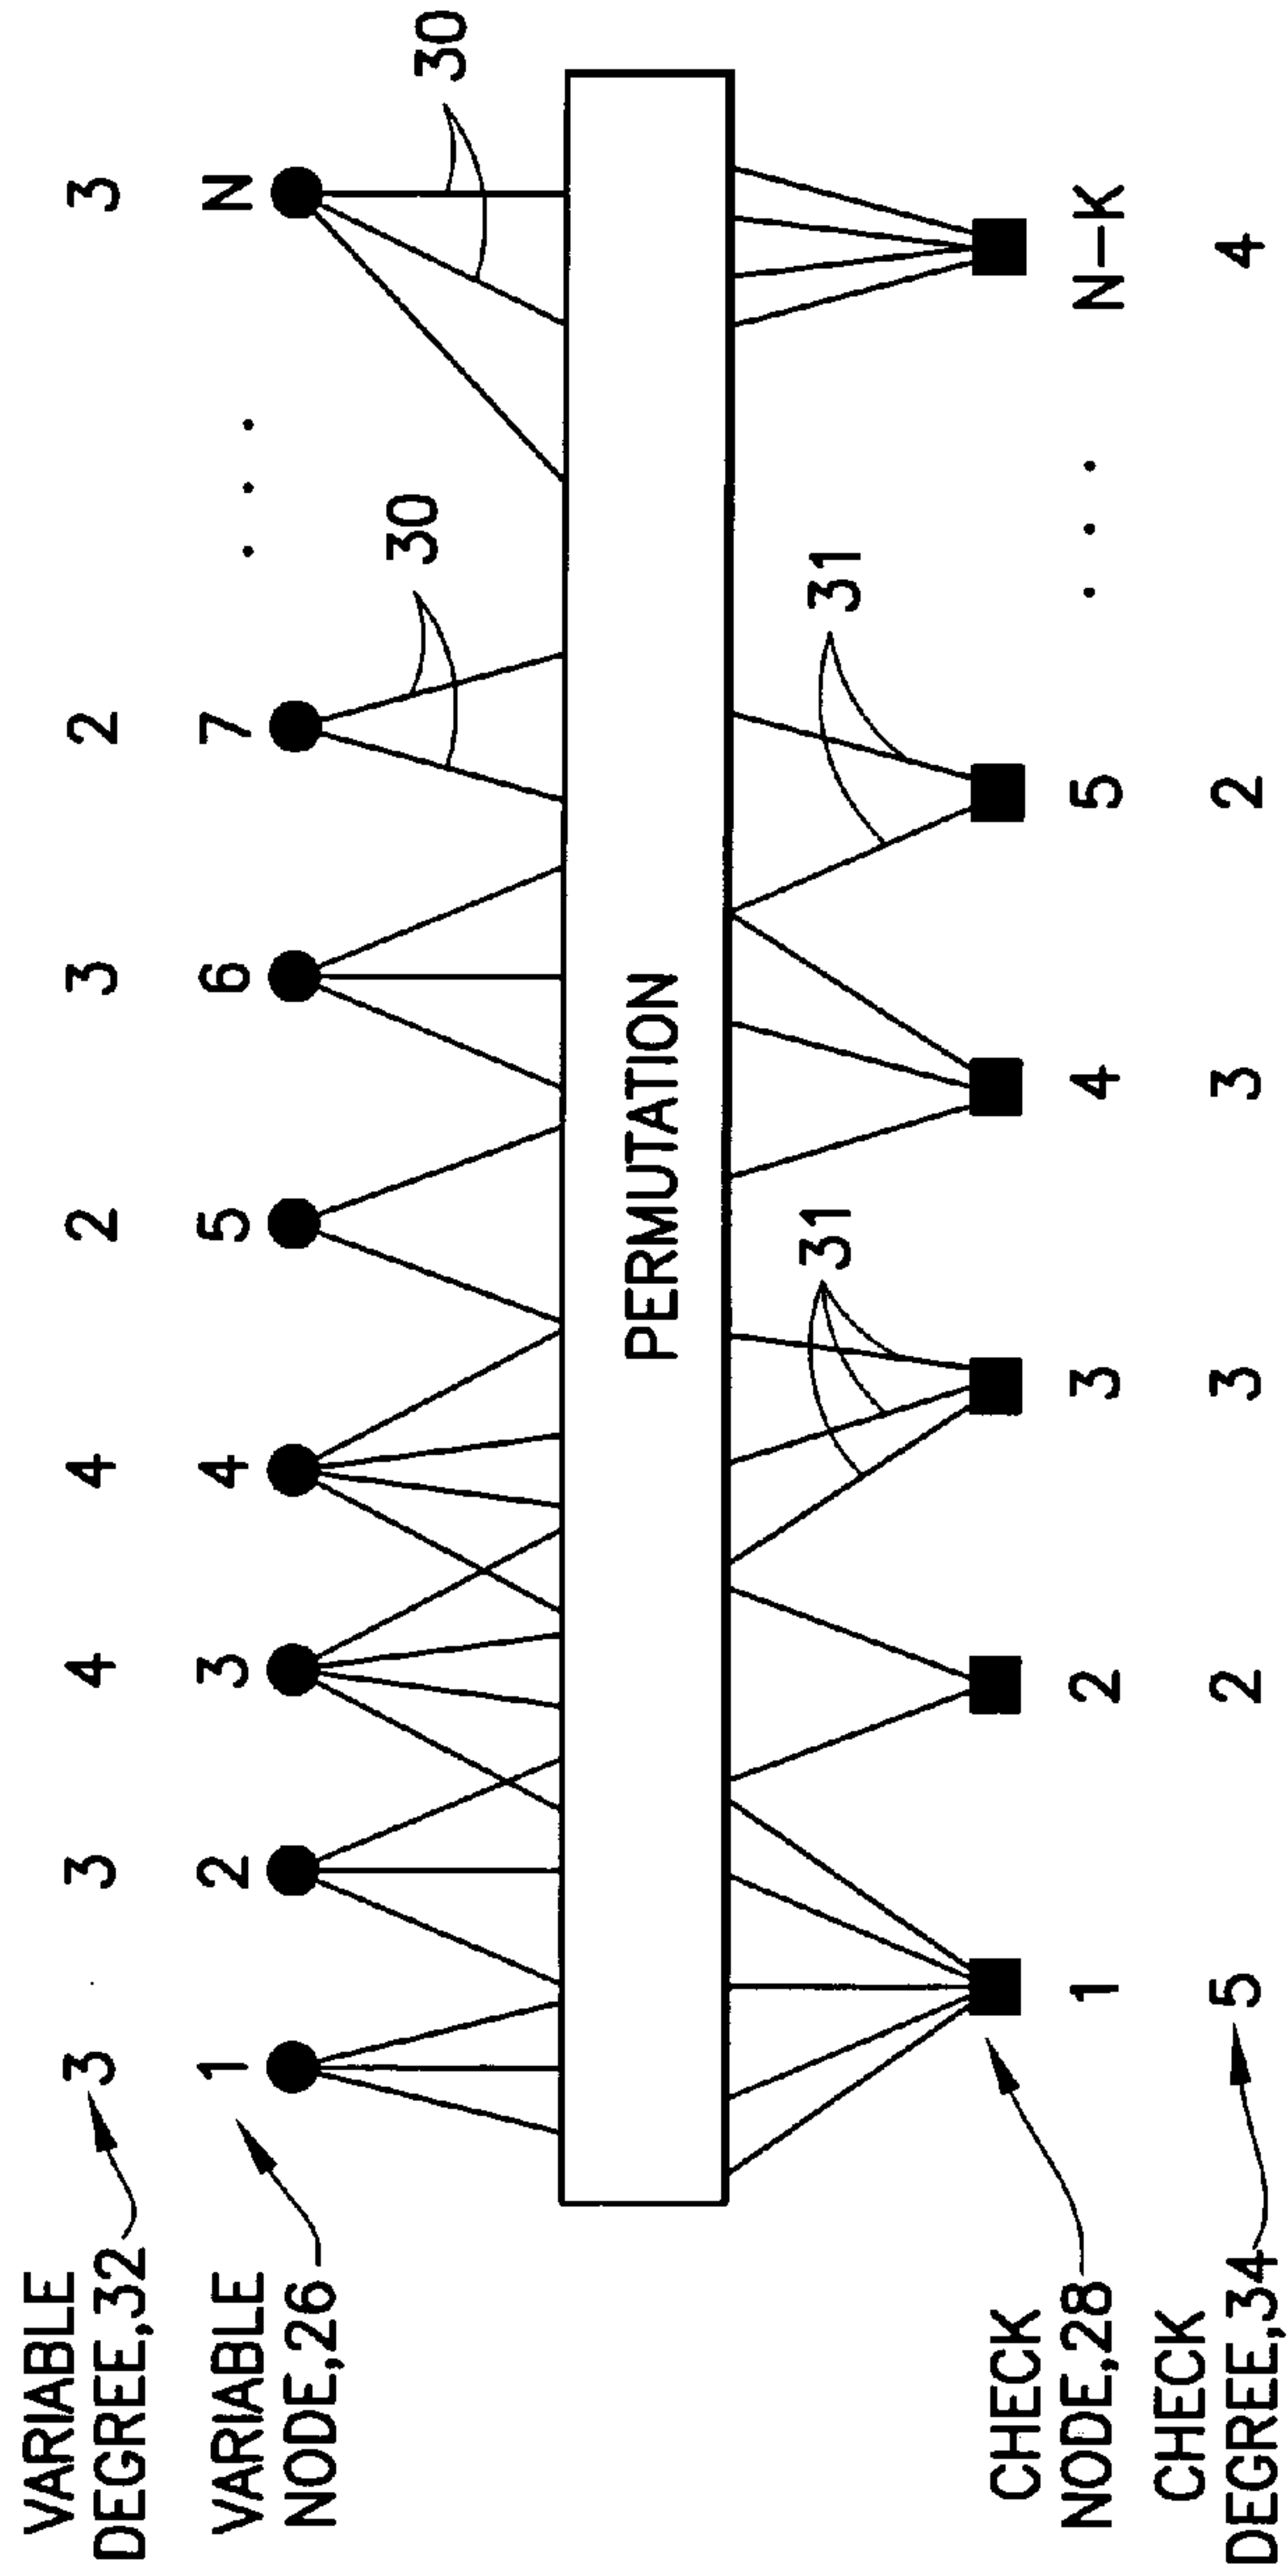 VARIABLE
DEGREE,32
3 3 4 4 2 3 2 3
VARIABLE
NODE,26
1 2 3 4 5 6 7 . . . N
30 30
PERMUTATION
31 31
CHECK
NODE,28
1 2 3 4 5 . . . N-K
CHECK
DEGREE,34
5 2 3 3 2 4